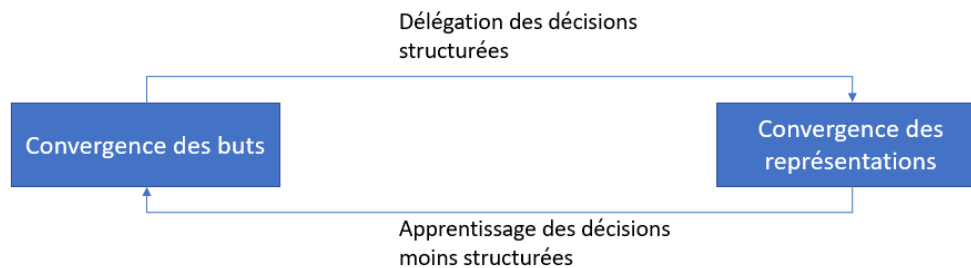 Délégation des décisions
structurées
Convergence des buts
Convergence des
représentations
Apprentissage des décisions
moins structurées